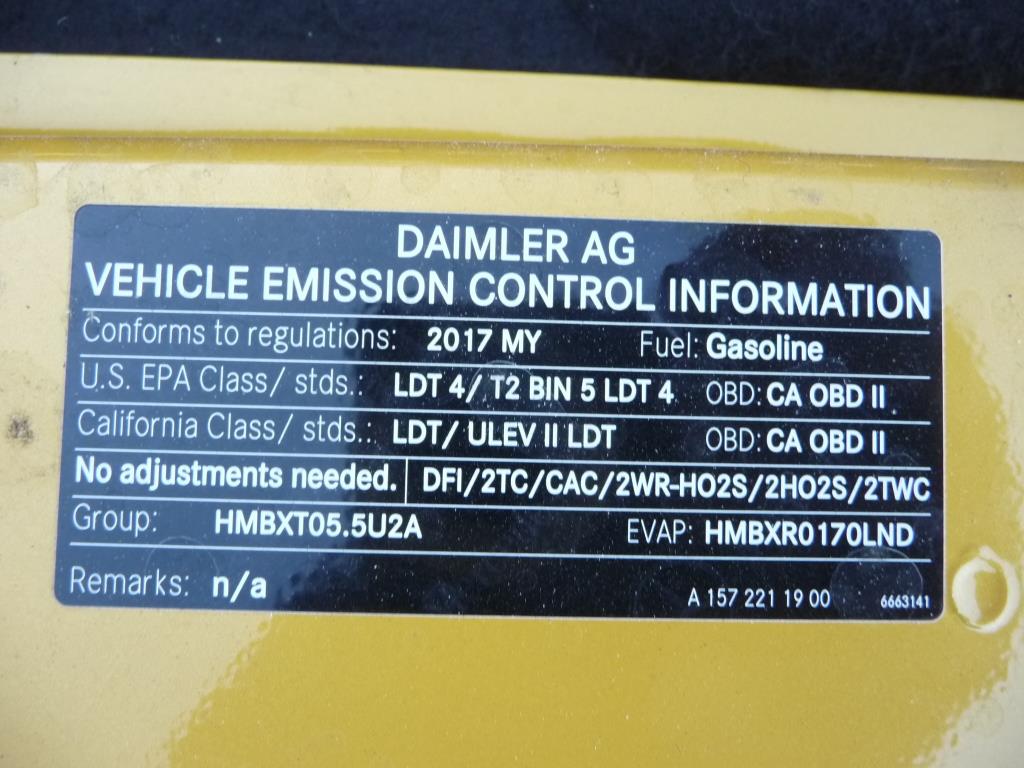 DAIMLER AG
VEHICLE EMISSION CONTROL INFORMATION
Conforms to regulations: 2017 MY Fuel: Gasoline
U.S. EPA Class/ stds.: LDT 4/ T2 BIN 5 LDT 4 OBD: CA OBD II
California Class/ stds.: LDT/ ULEV II LDT OBD: CA OBD II
No adjustments needed. DFI/2TC/CAC/2WR-HO2S/2HO2S/2TWC
Group: HMBXT05.5U2A EVAP: HMBXR0170LND
Remarks: n/a A 157 221 19 00 6663141